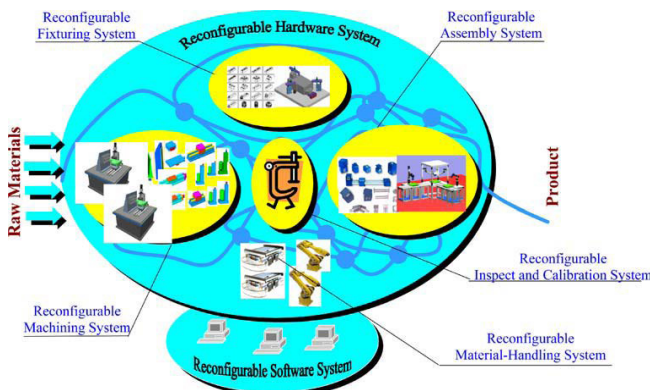 Reconfigurable
Fixturing System
Reconfigurable Hardware System
Reconfigurable
Assembly System
Raw Materials
Product
Reconfigurable
Inspect and Calibration System
Reconfigurable
Machining System
Reconfigurable
Material-Handling System
Reconfigurable Software System